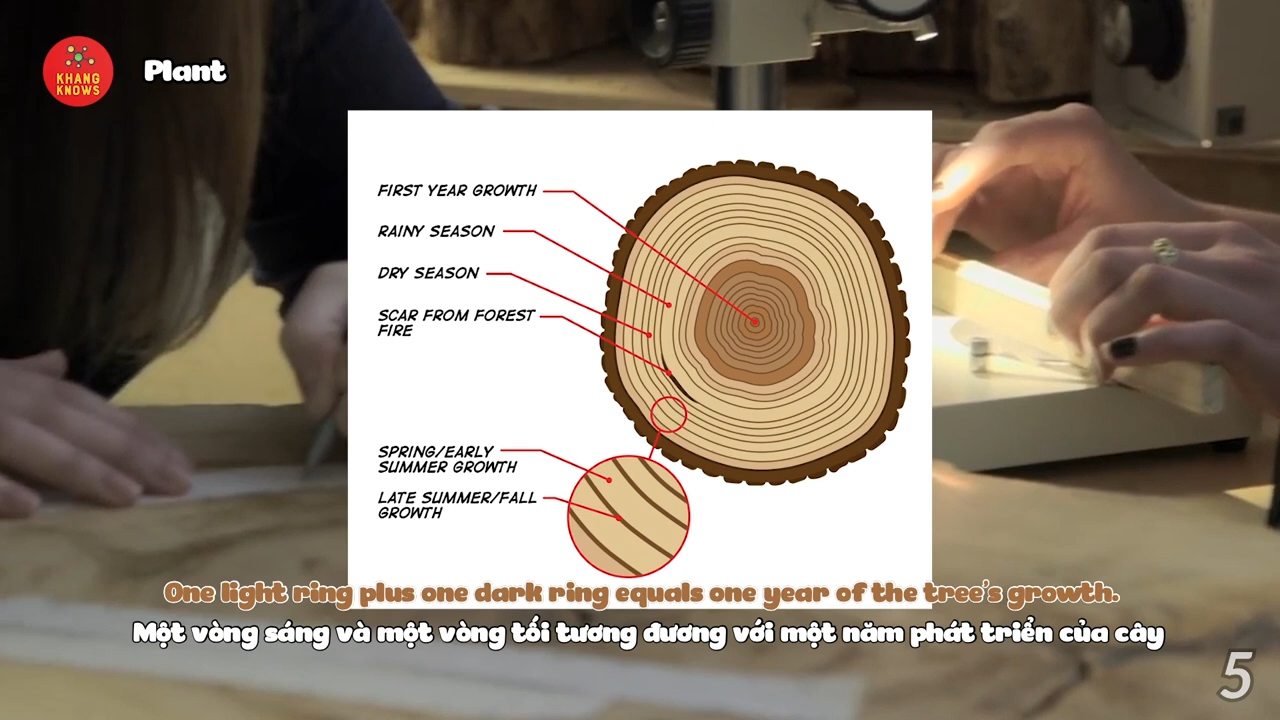 KHANG
KNOWS
Plant
FIRST YEAR GROWTH
RAINY SEASON
DRY SEASON
SCAR FROM FOREST
FIRE
SPRING/EARLY
SUMMER GROWTH
LATE SUMMER/FALL
GROWTH
One light ring plus one dark ring equals one year of the tree's growth.
Một vòng sáng và một vòng tối tương đương với một năm phát triển của cây
5